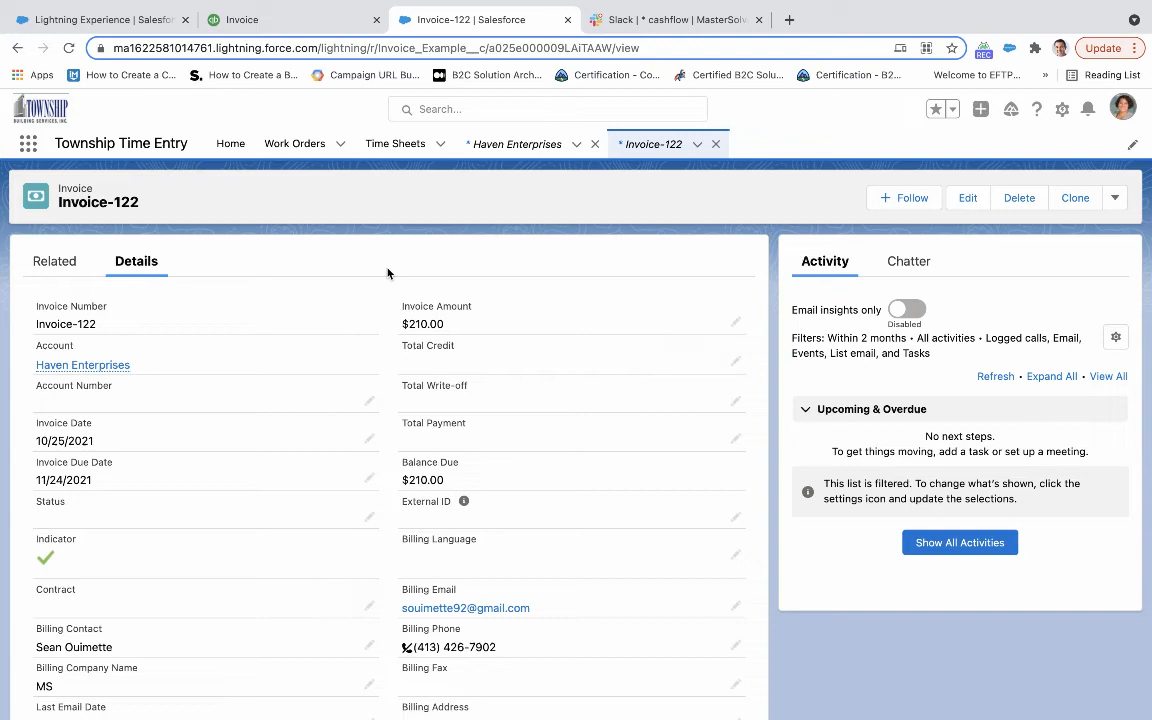 Lightning Experience | Salesfor
Invoice
Invoice-122 | Salesforce
Slack | * cashflow | MasterSolv
ma1622581014761.lightning.force.com/lightning/r/Invoice_Example__c/a025e000009LAiTAAW/view
REC
Update
Apps
How to Create a C...
How to Create a B...
Campaign URL Bu...
B2C Solution Arch...
Certification - Co...
Certified B2C Solu...
Certification - B2...
Welcome to EFTP...
»
Reading List
TOWNSHIP
BUILDING SERVICES, INC.
Search...
Township Time Entry
Home
Work Orders
Time Sheets
* Haven Enterprises
* Invoice-122
Invoice
Invoice-122
+ Follow
Edit
Delete
Clone
Related
Details
Invoice Number
Invoice-122
Invoice Amount
$210.00
Account
Haven Enterprises
Total Credit
Account Number
Total Write-off
Invoice Date
10/25/2021
Total Payment
Invoice Due Date
11/24/2021
Balance Due
$210.00
Status
External ID
Indicator
Billing Language
Contract
Billing Email
souimette92@gmail.com
Billing Contact
Sean Ouimette
Billing Phone
(413) 426-7902
Billing Company Name
MS
Billing Fax
Last Email Date
Billing Address
Activity
Chatter
Email insights only
Disabled
Filters: Within 2 months • All activities • Logged calls, Email,
Events, List email, and Tasks
Refresh • Expand All • View All
Upcoming & Overdue
No next steps.
To get things moving, add a task or set up a meeting.
This list is filtered. To change what's shown, click the
settings icon and update the selections.
Show All Activities